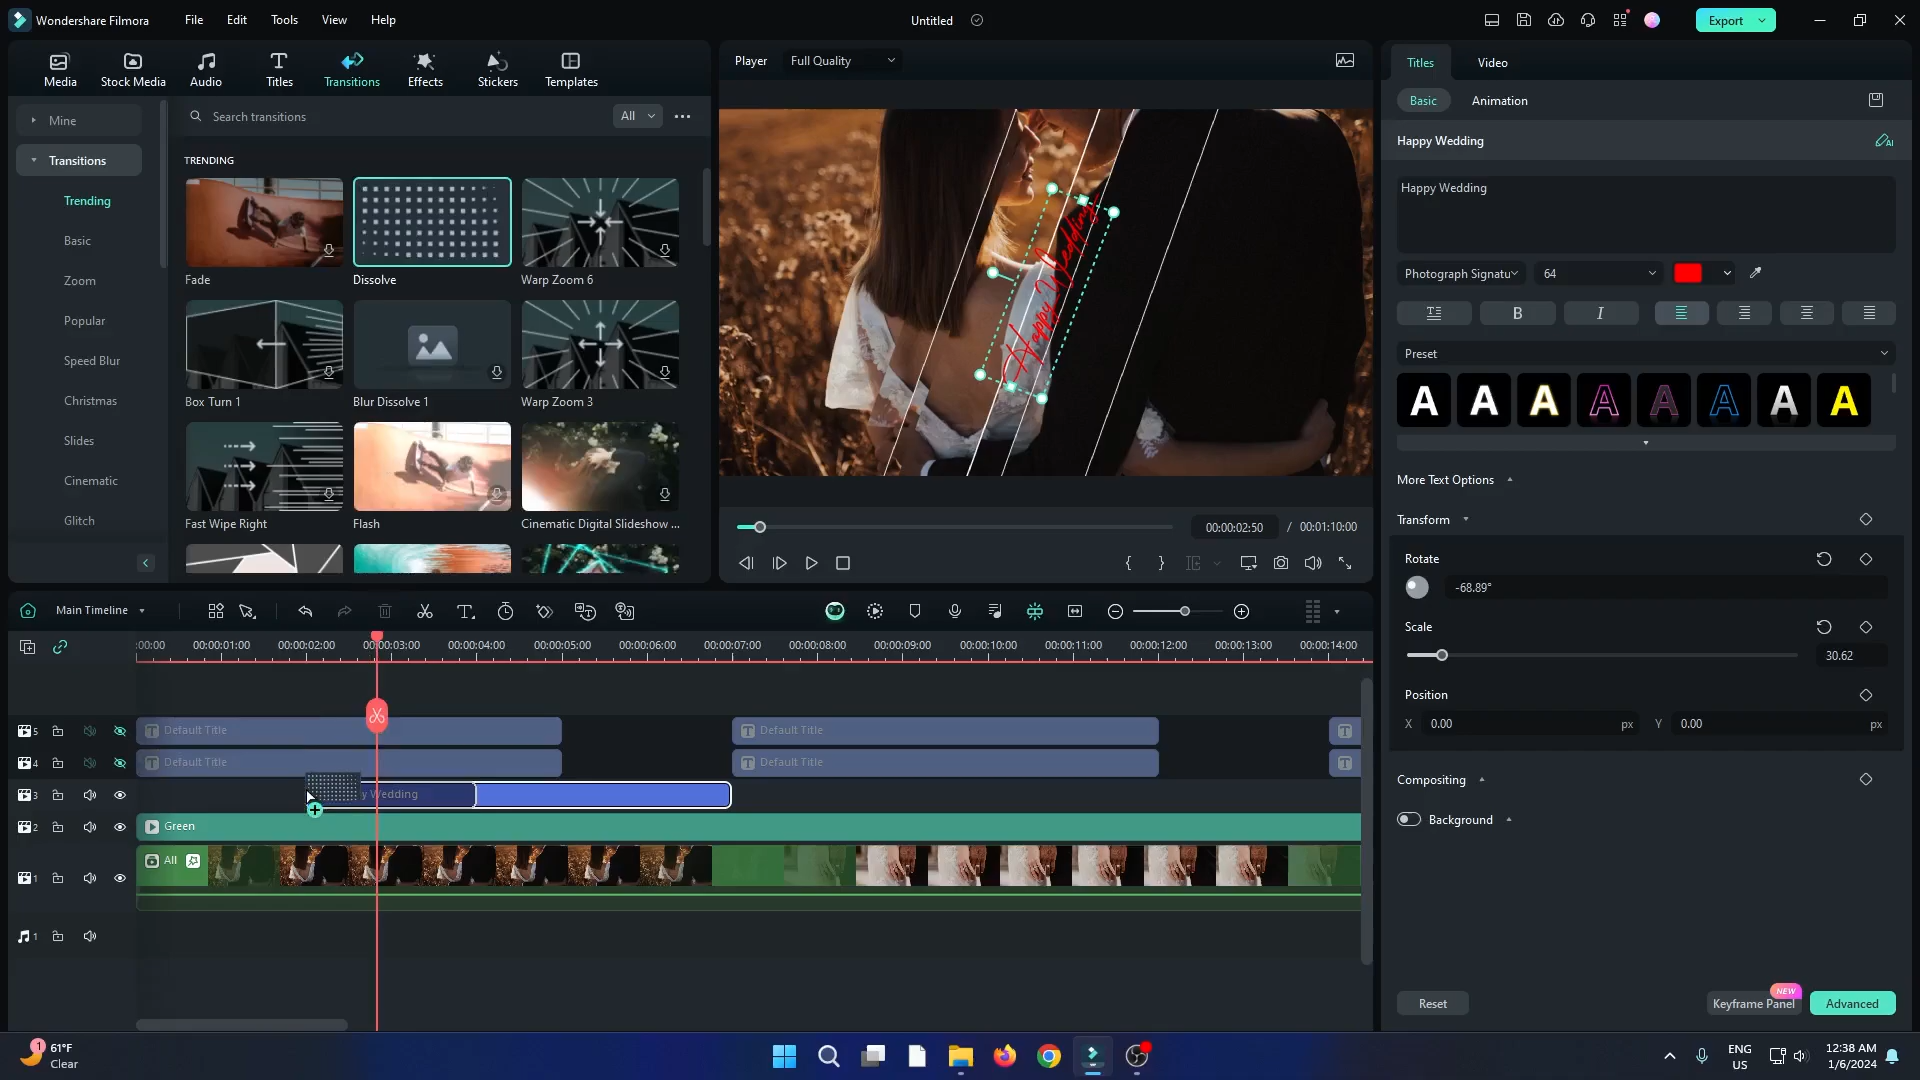 Wondershare Filmora
File
Edit
Tools
View
Help
Untitled
Export
Media
Stock Media
Audio
Titles
Transitions
Effects
Stickers
Templates
Player
Full Quality
Titles
Video
Basic
Animation
Mine
Search transitions
All
Transitions
TRENDING
Happy Wedding
AI
Trending
Basic
Zoom
Popular
Speed Blur
Christmas
Slides
Cinematic
Glitch
Fade
Dissolve
Warp Zoom 6
Box Turn 1
Blur Dissolve 1
Warp Zoom 3
Fast Wipe Right
Flash
Cinematic Digital Slideshow ...
Happy Wedding
Happy Wedding
Photograph Signatu
64
B
I
Preset
A A A A A A A A
More Text Options
Transform
Rotate
-68.89°
Scale
30.62
Position
X
0.00
px
Y
0.00
px
Compositing
Background
Reset
Keyframe Panel
NEW
Advanced
00:00:02:50
/
00:01:10:00
Main Timeline
:00:00
00:00:01:00
00:00:02:00
00:00:03:00
00:00:04:00
00:00:05:00
00:00:06:00
00:00:07:00
00:00:08:00
00:00:09:00
00:00:10:00
00:00:11:00
00:00:12:00
00:00:13:00
00:00:14:00
5
T
Default Title
T
Default Title
T
4
T
Default Title
T
Default Title
T
3
y Wedding
2
Green
1
All
1
1
61°F
Clear
ENG
US
12:38 AM
1/6/2024